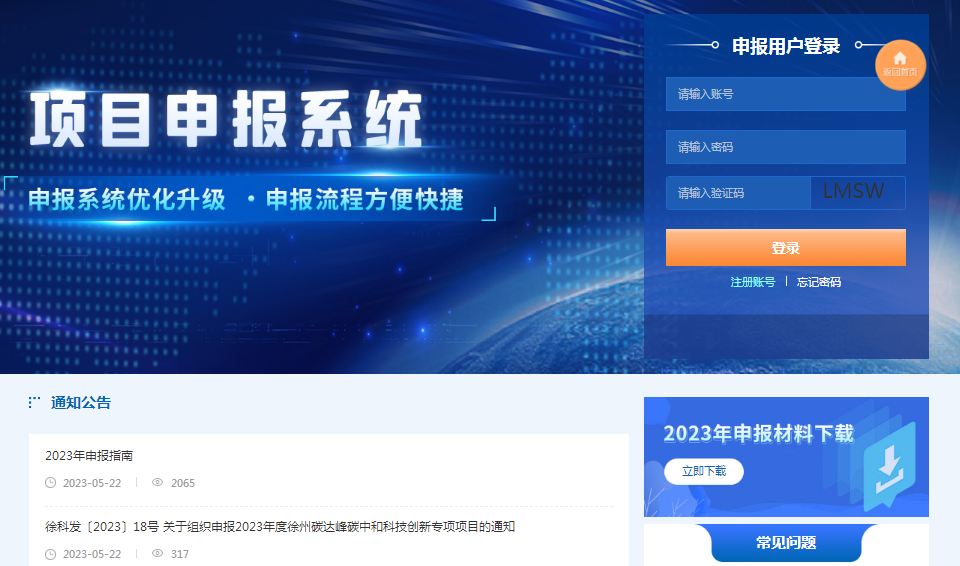 项目申报系统
申报系统优化升级 · 申报流程方便快捷
申报用户登录
返回首页
请输入账号
请输入密码
请输入验证码
LMSW
登录
注册账号
忘记密码
通知公告
2023年申报指南
2023-05-22
2065
徐科发〔2023〕18号 关于组织申报2023年度徐州碳达峰碳中和科技创新专项项目的通知
2023-05-22
317
2023年申报材料下载
立即下载
常见问题